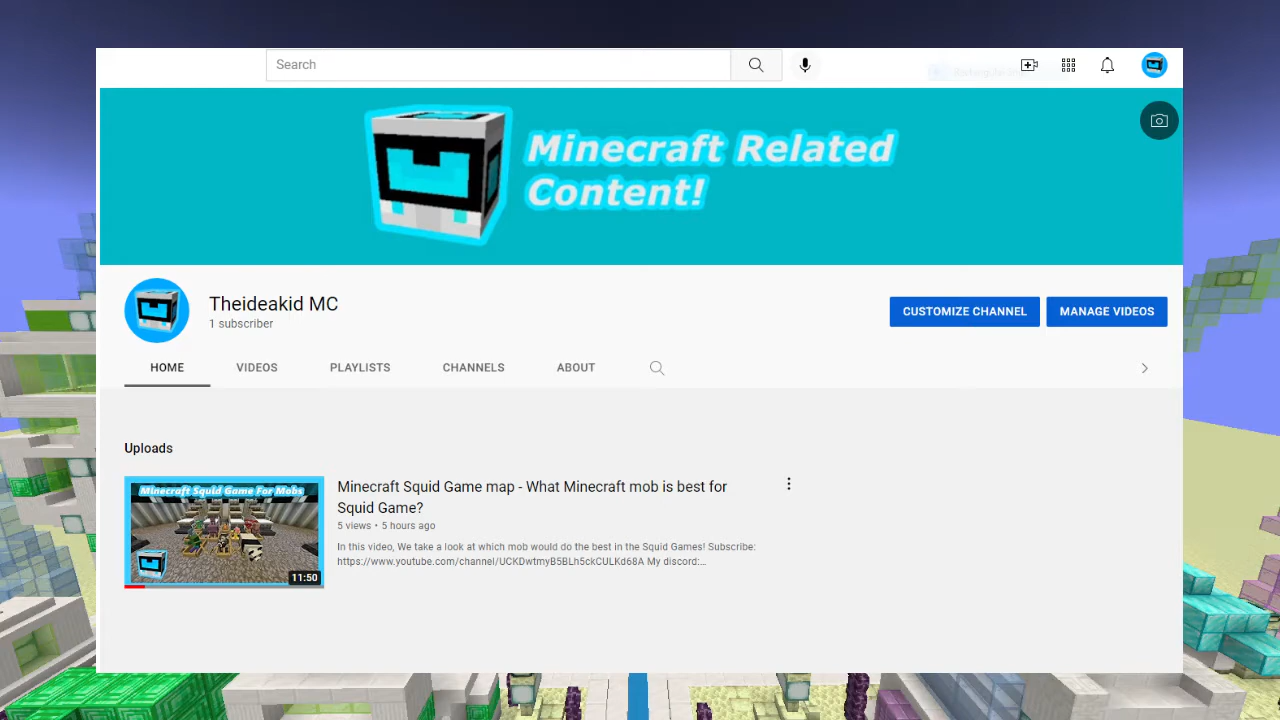 Search
Minecraft Related
Content!
Theideakid MC
1 subscriber
CUSTOMIZE CHANNEL
MANAGE VIDEOS
HOME
VIDEOS
PLAYLISTS
CHANNELS
ABOUT
Uploads
Minecraft Squid Game For Mobs
11:50
Minecraft Squid Game map - What Minecraft mob is best for
Squid Game?
5 views • 5 hours ago
In this video, We take a look at which mob would do the best in the Squid Games! Subscribe:
https://www.youtube.com/channel/UCKDwtmyB5BLh5ckCULKd68A My discord:...